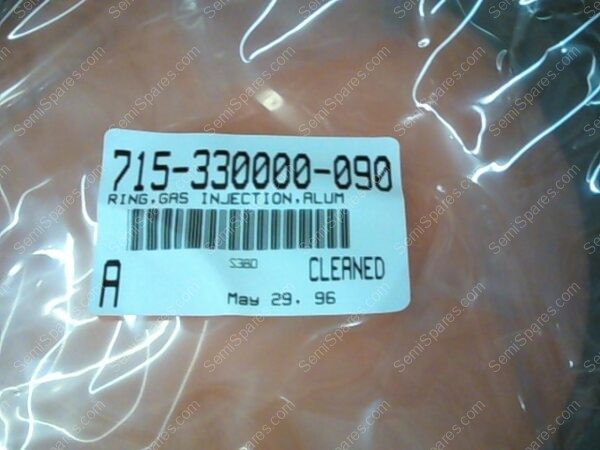 715-330000-090
RING,GAS INJECTION,ALUM
S380
CLEANED
A
May 29. 96
SemiSpares.com